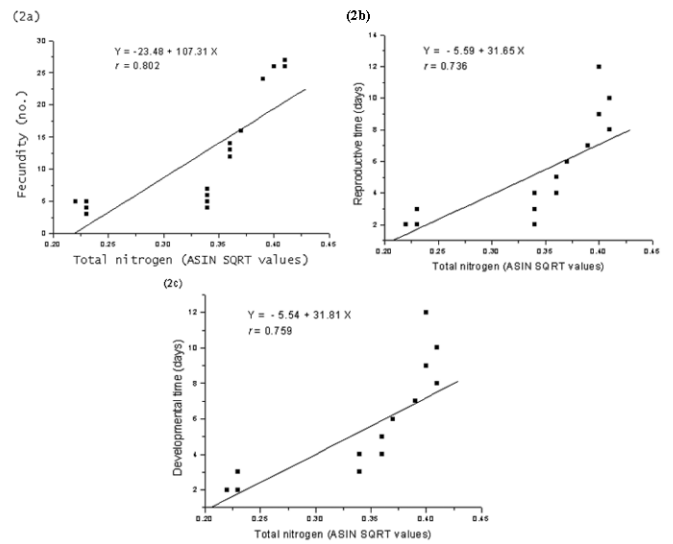 (2a)
Y = -23.48 + 107.31 X
r = 0.802
Fecundity (no.)
30
25
20
15
10
5
0
0.20 0.25 0.30 0.35 0.40 0.45
Total nitrogen (ASIN SQRT values)
(2b)
Y = - 5.59 + 31.65 X
r = 0.736
Reproductive time (days)
14
12
10
8
6
4
2
0.20 0.25 0.30 0.35 0.40 0.45
Total nitrogen (ASIN SQRT values)
(2c)
Y = - 5.54 + 31.81 X
r = 0.759
Developmental time (days)
12
10
8
6
4
2
0.20 0.25 0.30 0.35 0.40 0.45
Total nitrogen (ASIN SQRT values)